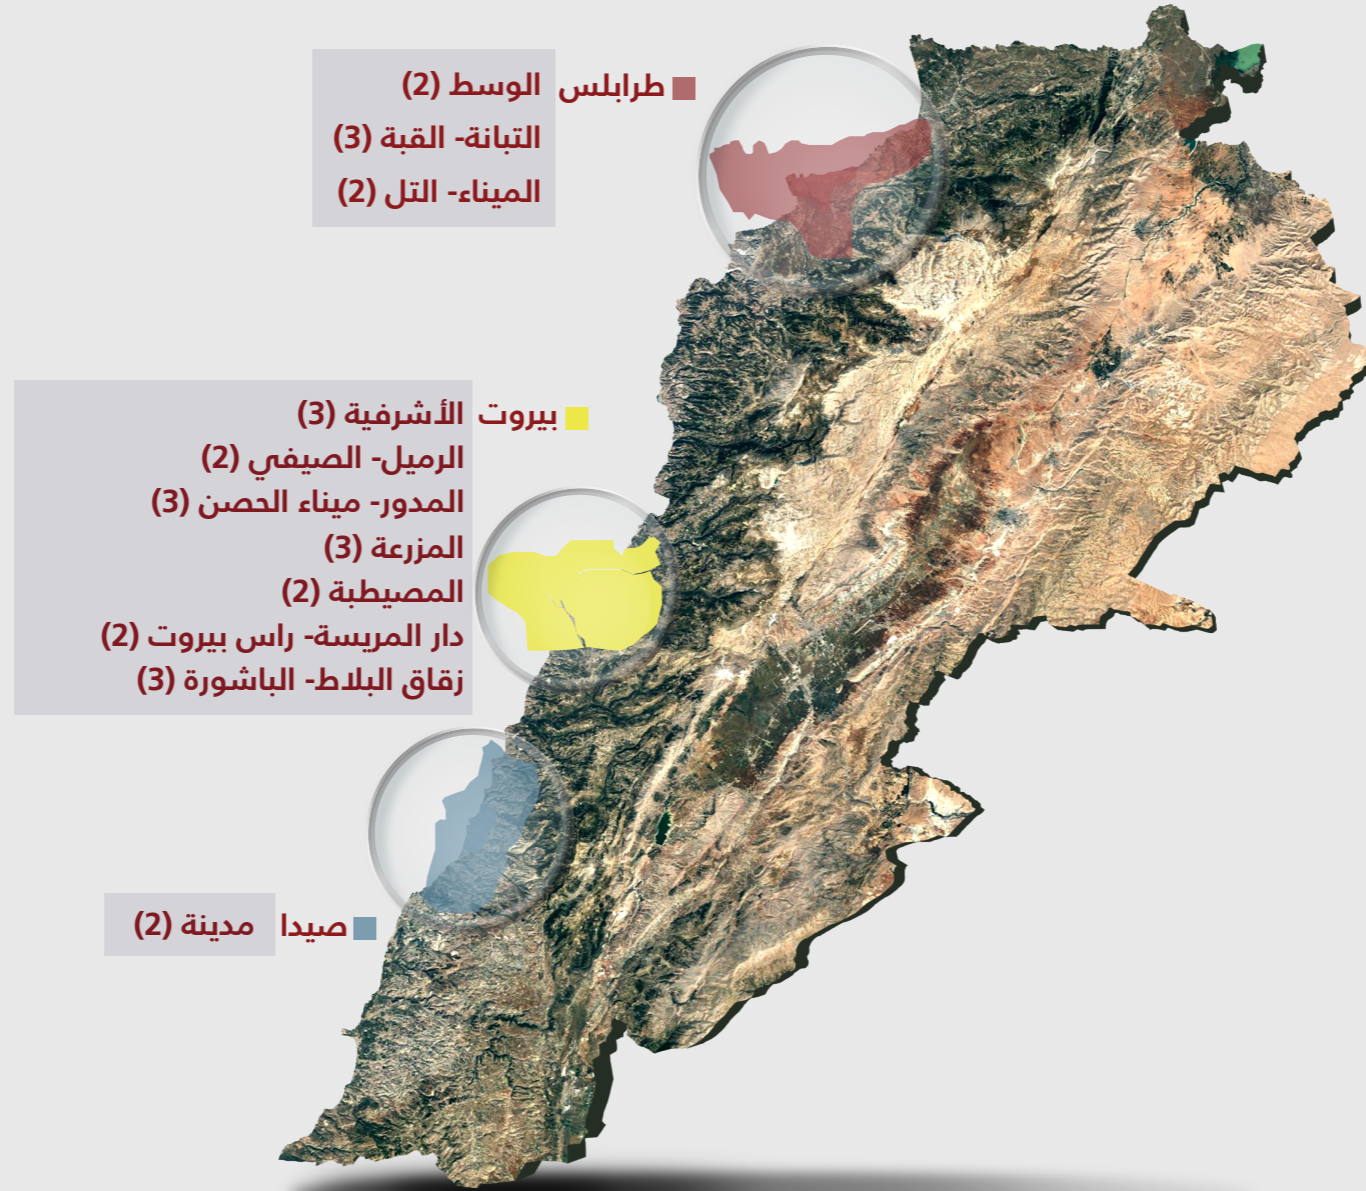 طرابلس الوسط (2)
التبانة- القبة (3)
الميناء- التل (2)
بيروت الأشرفية (3)
الرميل- الصيفي (2)
المدور- ميناء الحصن (3)
المزرعة (3)
المصيطبة (2)
دار المريسة- راس بيروت (2)
زقاق البلاط- الباشورة (3)
صيدا مدينة (2)